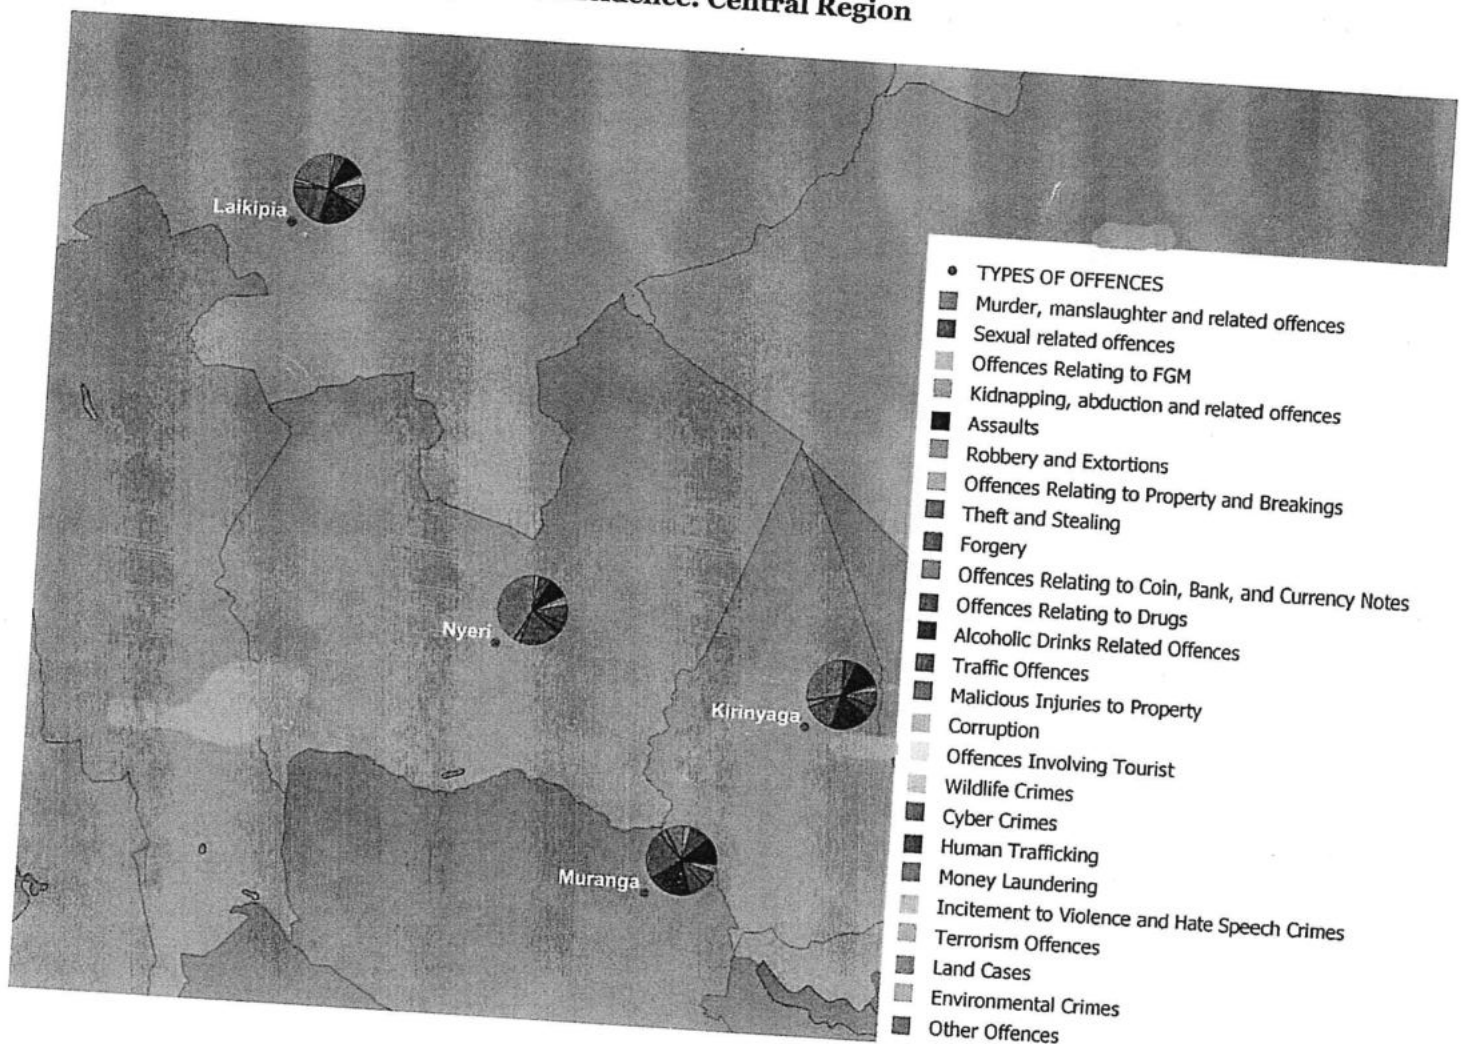 Central Region
Laikipia
Nyeri
Kirinyaga
Muranga
TYPES OF OFFENCES
Murder, manslaughter and related offences
Sexual related offences
Offences Relating to FGM
Kidnapping, abduction and related offences
Assaults
Robbery and Extortions
Offences Relating to Property and Breakings
Theft and Stealing
Forgery
Offences Relating to Coin, Bank, and Currency Notes
Offences Relating to Drugs
Alcoholic Drinks Related Offences
Traffic Offences
Malicious Injuries to Property
Corruption
Offences Involving Tourist
Wildlife Crimes
Cyber Crimes
Human Trafficking
Money Laundering
Incitement to Violence and Hate Speech Crimes
Terrorism Offences
Land Cases
Environmental Crimes
Other Offences